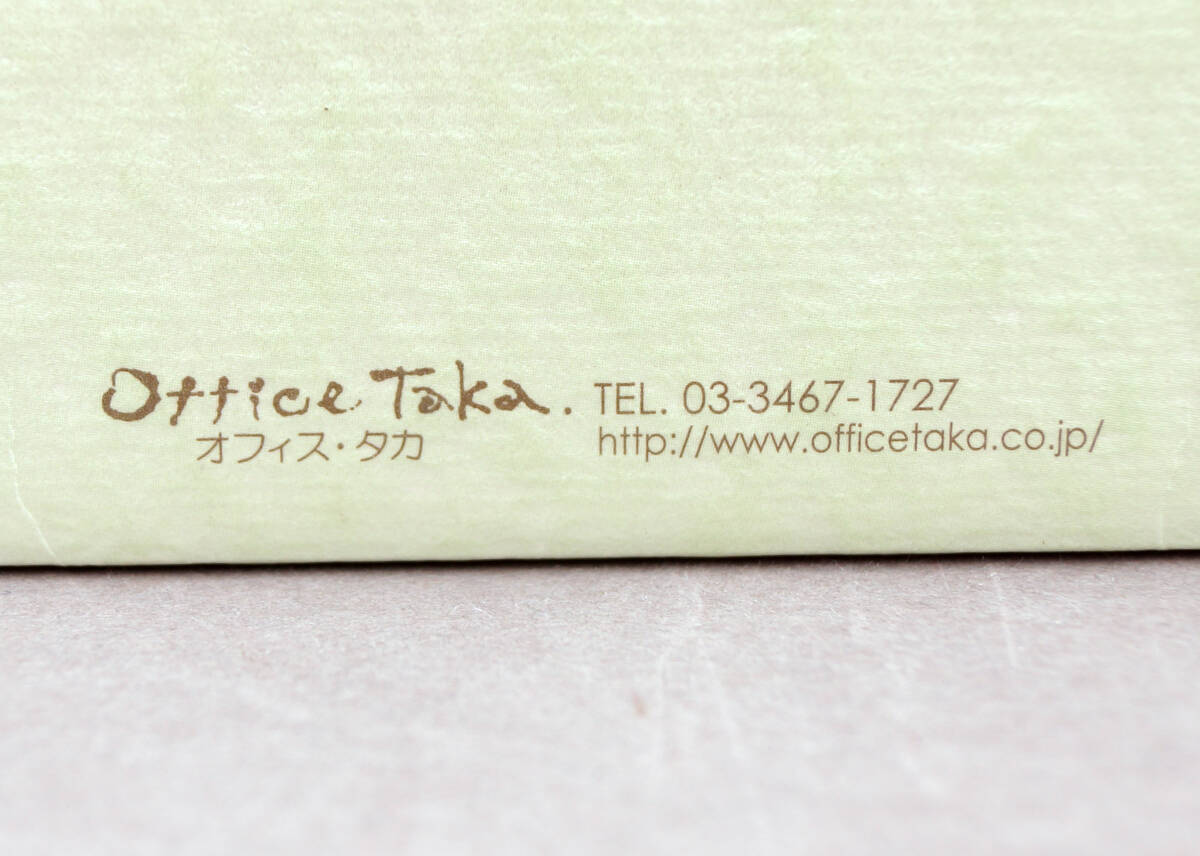 Office Taka. TEL. 03-3467-1727
オフィス・タカ http://www.officetaka.co.jp/